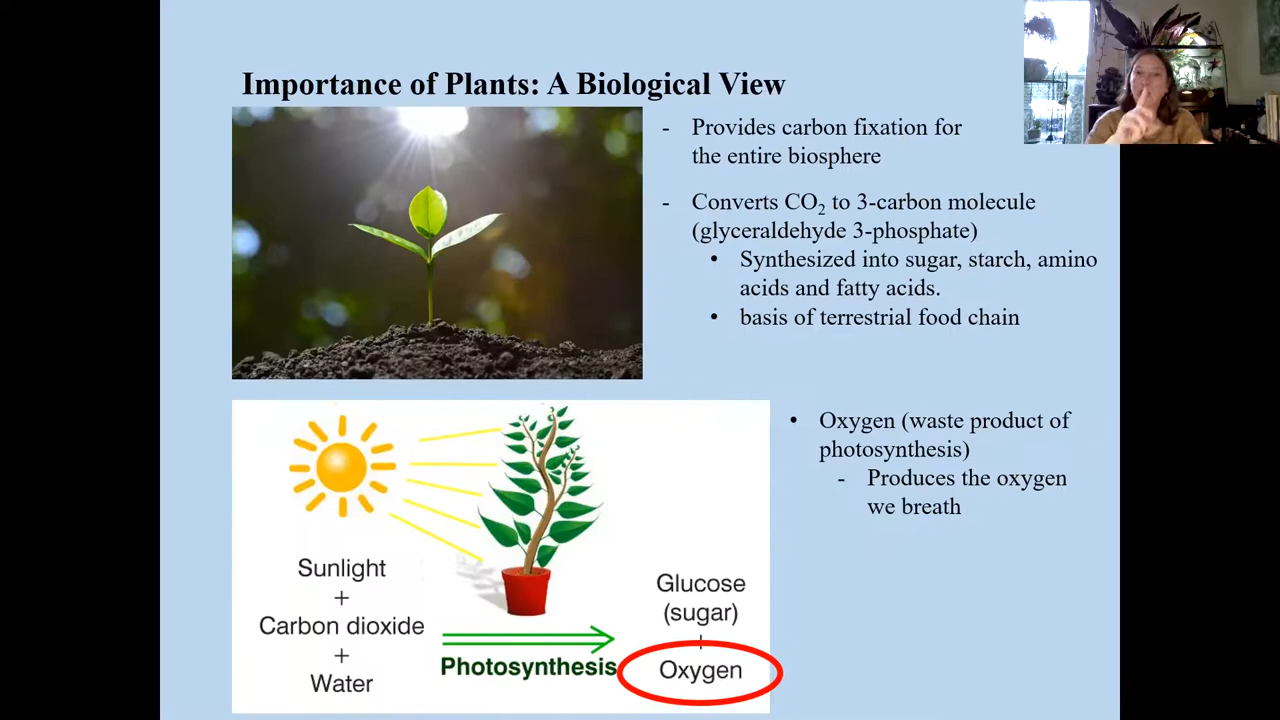 Importance of Plants: A Biological View
- Provides carbon fixation for
the entire biosphere
- Converts CO₂ to 3-carbon molecule
(glyceraldehyde 3-phosphate)
• Synthesized into sugar, starch, amino
acids and fatty acids.
• basis of terrestrial food chain
• Oxygen (waste product of
photosynthesis)
- Produces the oxygen
we breath
Sunlight
+
Carbon dioxide
+
Water
Photosynthesis
Glucose
(sugar)
+
Oxygen